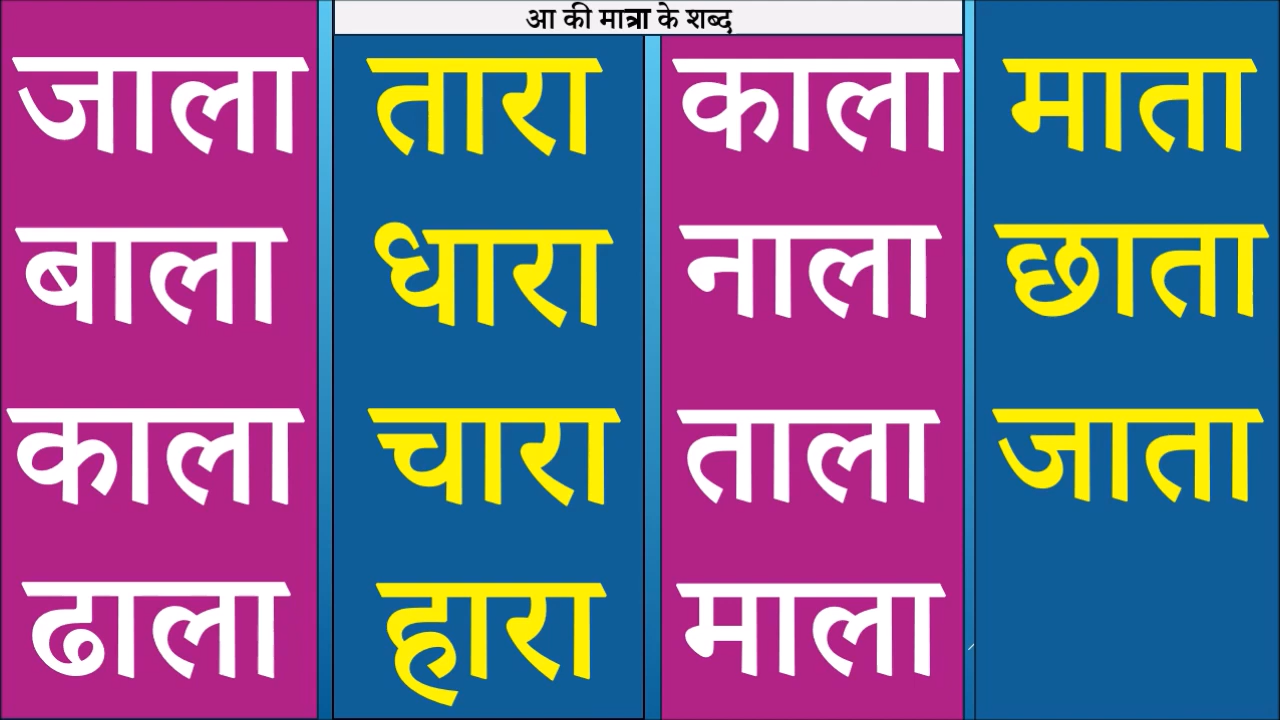 आ की मात्रा के शब्द
जाला तारा काला माता
बाला धारा नाला छाता
काला चारा ताला जाता
ढाला हारा माला